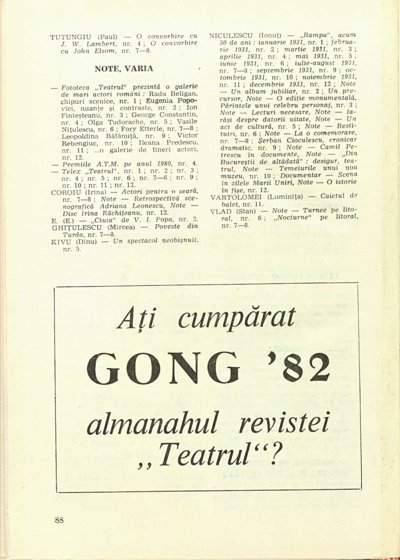 TUTUNGIU (Paul) — O convorbire cu
J. W. Lambert, nr. 4 ; O convorbire
cu John Elsom, nr. 7—8.
NOTE, VARIA
— Fototeca „Teatrul" prezintă o galerie
de mari actori români : Radu Beligan,
chipuri scenice, nr. 1 ; Eugenia Popo-
vici, nuanțe și contraste, nr. 2 ; Ion
Finteșteanu, nr. 3 ; George Constantin,
nr. 4 ; Olga Tudorache, nr. 5 ; Vasile
Nițulescu, nr. 6 ; Fory Etterle, nr. 7—8 ;
Leopoldina Bălănuță, nr. 9 ; Victor
Rebengiuc, nr. 10 ; Ileana Predescu,
nr. 11 ; o galerie de tineri actori,
nr. 12.
— Premiile A.T.M. pe anul 1980, nr. 4.
— Telex „Teatrul", nr. 1 ; nr. 2 ; nr. 3 ;
nr. 4 ; nr. 5 ; nr. 6 ; nr. 7—8 ; nr. 9 ;
nr. 10 ; nr. 11 ; nr. 12.
COROIU (Irina) — Actori pentru o seară,
nr. 7—8 ; Note — Retrospectivă sce-
nografică Adriana Leonescu, Note —
Disc Irina Răchițeanu, nr. 12.
E. (E.) — „Ciuta" de V. I. Popa, nr. 2.
GHIȚULESCU (Mircea) — Poveste din
Turda, nr. 7—8.
KIVU (Dinu) — Un spectacol neobișnuit,
nr. 5.
NICULESCU (Ionuț) — „Rampa", acum
50 de ani : ianuarie 1931, nr. 1 ; februa-
rie 1931, nr. 2 ; martie 1931, nr. 3 ;
aprilie 1931, nr. 4 ; mai 1931, nr. 5 ;
iunie 1931, nr. 6 ; iulie-august 1931,
nr. 7—8 ; septembrie 1931, nr. 9 ; oc-
tombrie 1931, nr. 10 ; noiembrie 1931,
nr. 11 ; decembrie 1931, nr. 12 ; Note —
Un album jubiliar, nr. 2 ; Un pre-
cursor, Note — O ediție monumentală,
Părintele unui celebru personaj, nr. 3 ;
Note — Lecturi necesare, Note — Ia-
răși despre datorii uitate, Note — Un
act de cultură, nr. 5 ; Note — Resti-
tuiri, nr. 6 ; Note — La o comemorare,
nr. 7—8 ; Șerban Cioculescu, cronicar
dramatic, nr. 9 ; Note — Camil Pe-
trescu în documente, Note — „Din
Bucureștii de altădată" : desigur, tea-
trul, Note — Temeiurile unui nou
muzeu, nr. 10 ; Documentar — Scena
în zilele Marii Uniri, Note — O istorie
în fișe, nr. 12.
VARTOLOMEI (Luminița) — Caietul de
balet, nr. 11.
VLAD (Stan) — Note — Turneu pe lito-
ral, nr. 6 ; „Nocturne" pe litoral,
nr. 7—8.
Ați cumpărat
GONG '82
almanahul revistei
„Teatrul"?
88